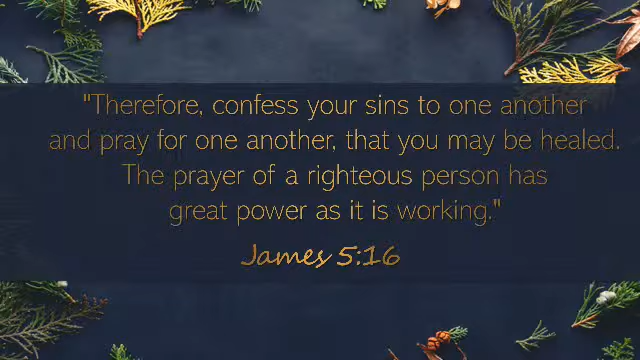 "Therefore, confess your sins to one another
and pray for one another, that you may be healed.
The prayer of a righteous person has
great power as it is working."
James 5:16